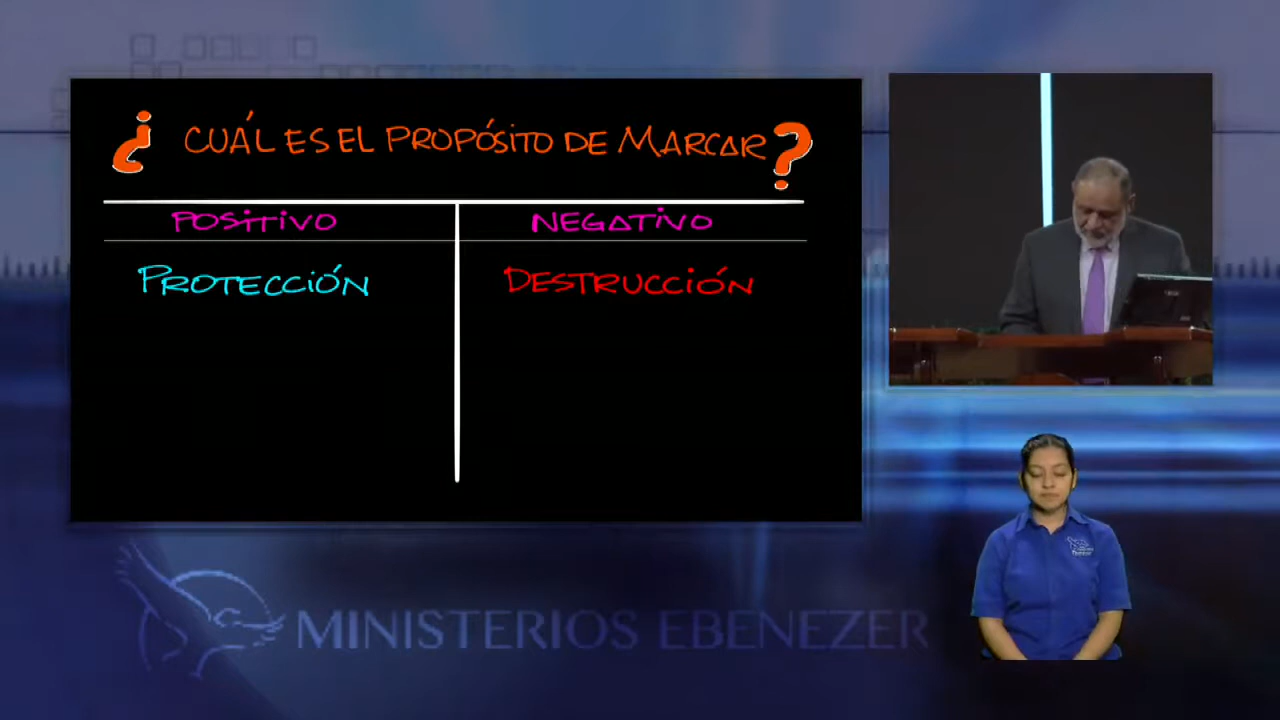 ¿CUÁL ES EL PROPÓSITO DE MARCAR?
POSITIVO
NEGATIVO
PROTECCIÓN
DESTRUCCIÓN
MINISTERIOS EBENEZER